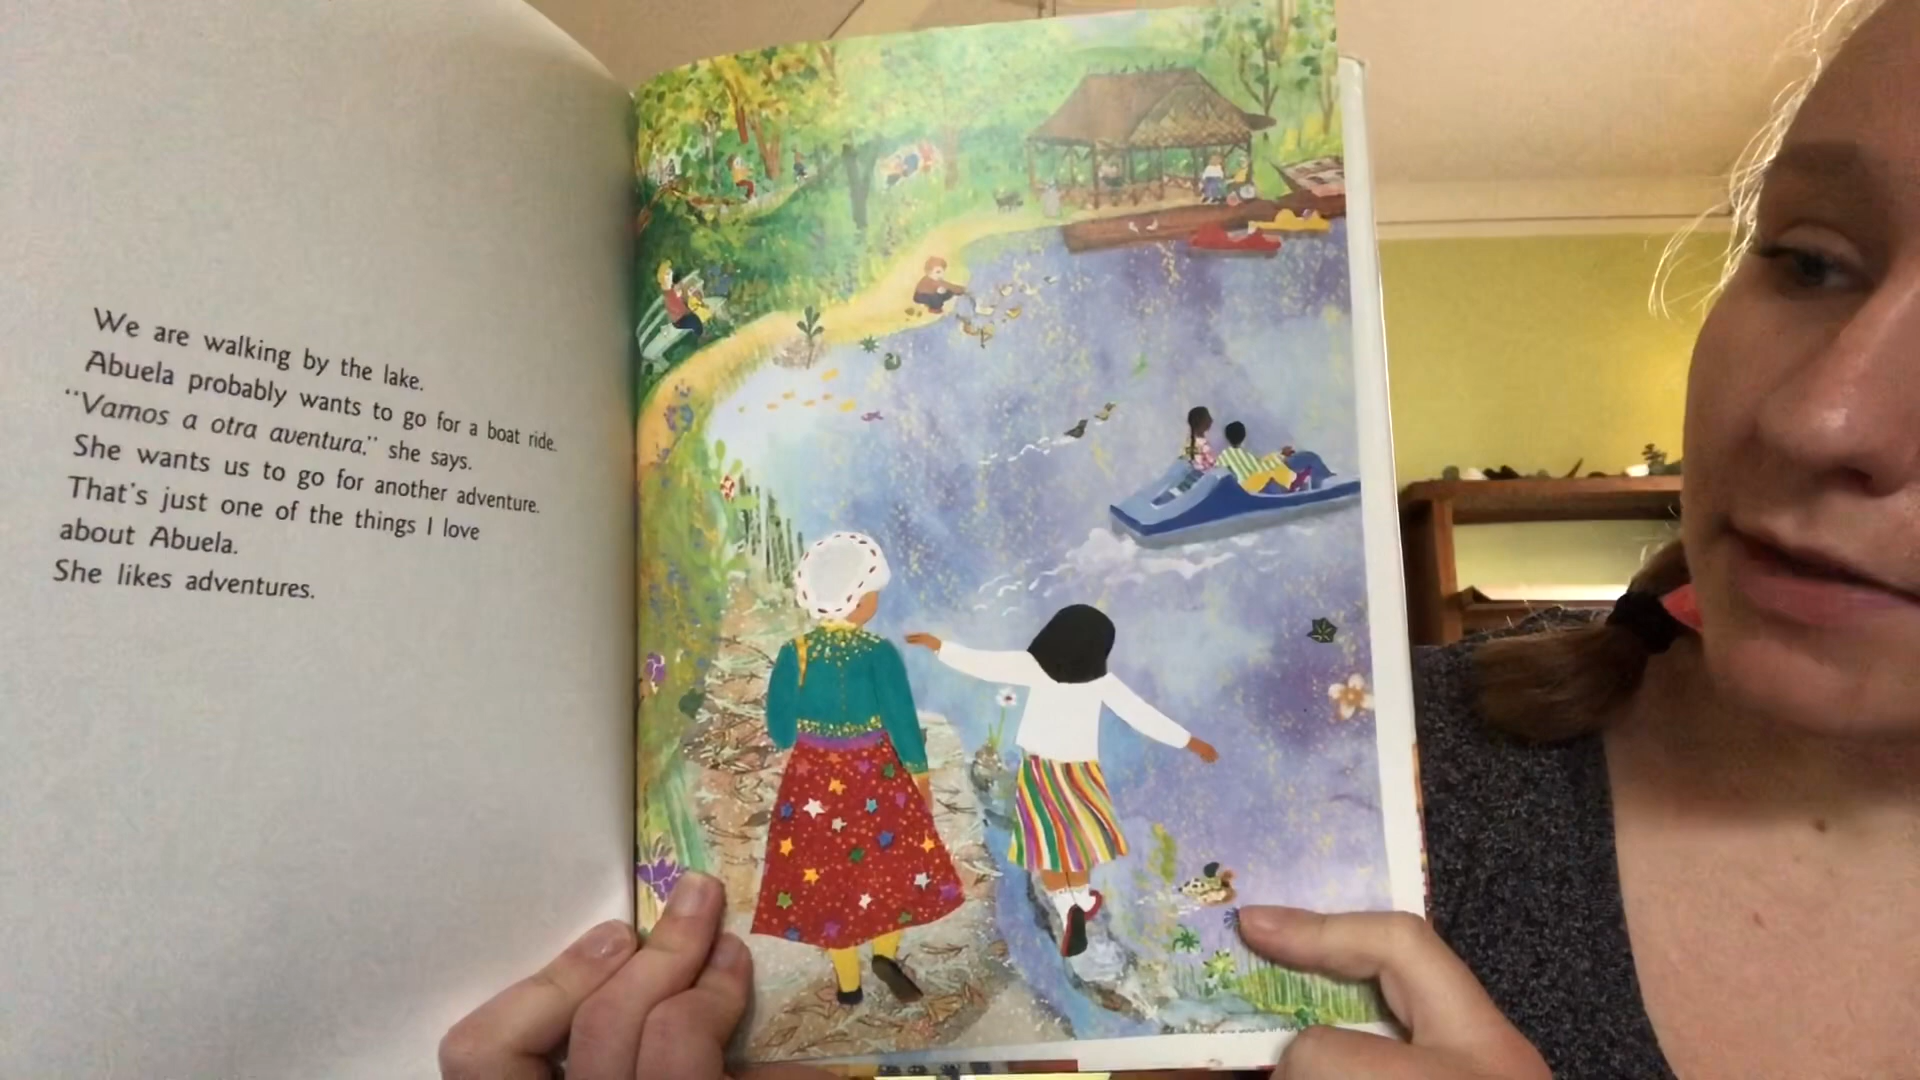 We are walking by the lake.
Abuela probably wants to go for a boat ride.
“Vamos a otra aventura,” she says.
She wants us to go for another adventure.
That's just one of the things I love
about Abuela.
She likes adventures.